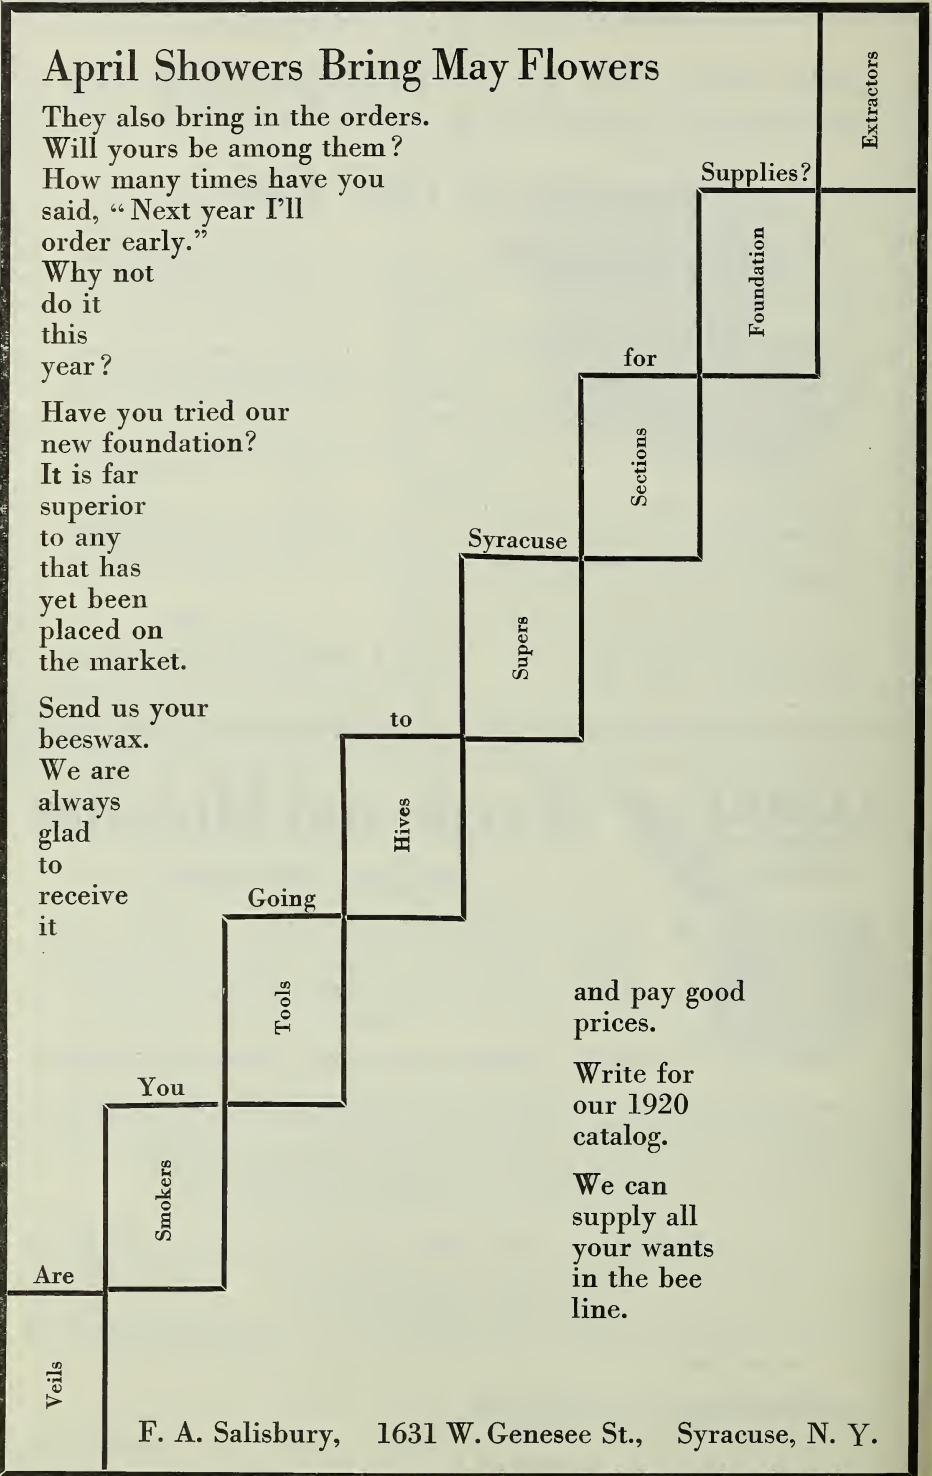 April Showers Bring May Flowers
They also bring in the orders.
Will yours be among them?
How many times have you
said, “Next year I’ll
order early.”
Why not
do it
this
year?
Have you tried our
new foundation?
It is far
superior
to any
that has
yet been
placed on
the market.
Send us your
beeswax.
We are
always
glad
to
receive
it
and pay good
prices.
Write for
our 1920
catalog.
We can
supply all
your wants
in the bee
line.
Are
You
Going
to
Syracuse
for
Supplies?
Veils
Smokers
Tools
Hives
Supers
Sections
Foundation
Extractors
F. A. Salisbury, 1631 W. Genesee St., Syracuse, N. Y.